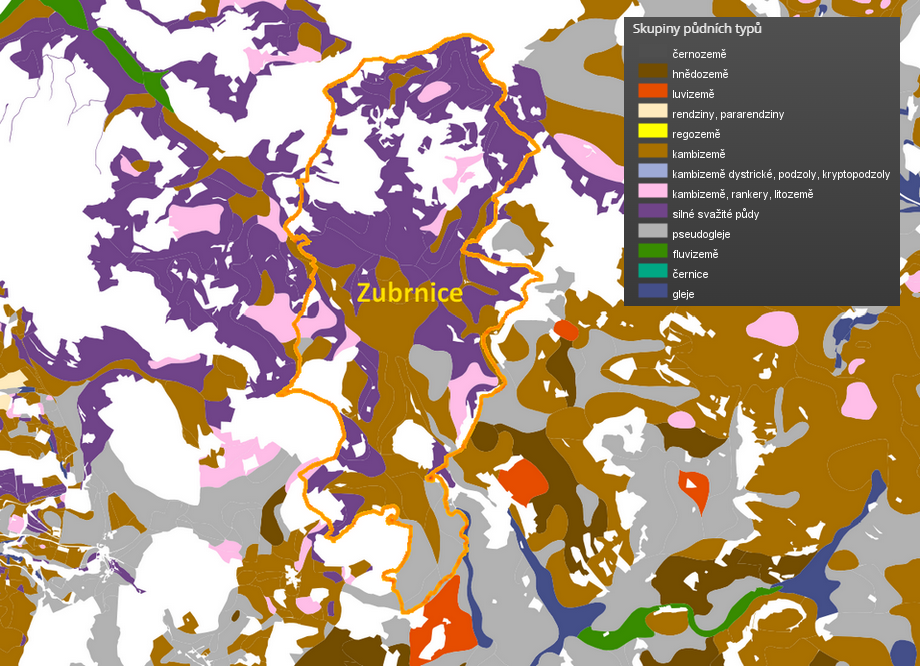 Skupiny půdních typů
černozemě
hnědozemě
luvizemě
rendziny, pararendziny
regozemě
kambizemě
kambizemě dystrické, podzoly, kryptopodzoly
kambizemě, rankery, litozemě
silné svažité půdy
pseudogleje
fluvizemě
černice
gleje
Zubrnice